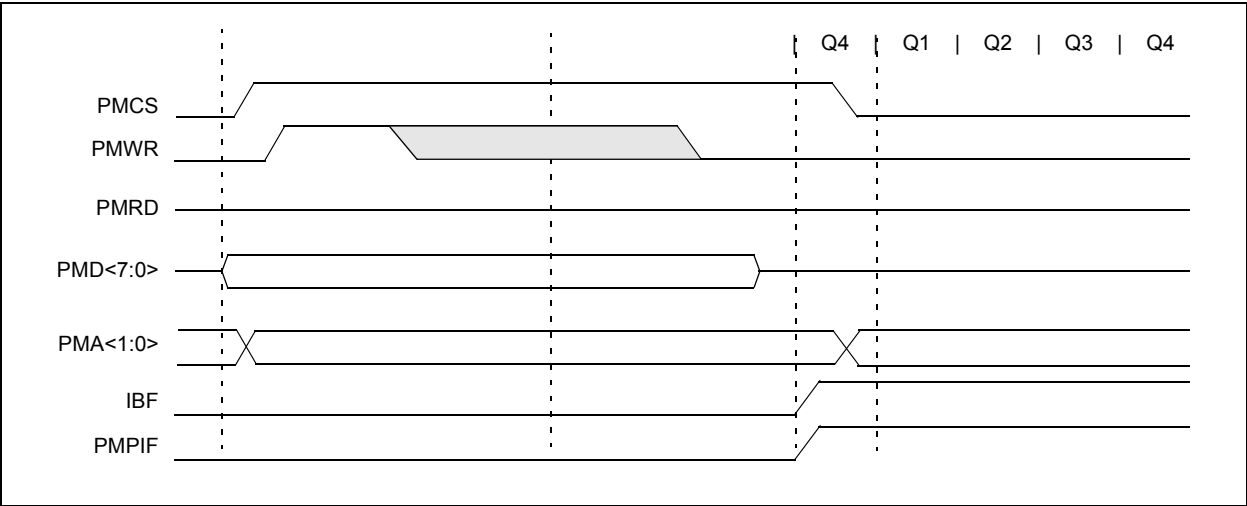 | Q4 | Q1 | Q2 | Q3 | Q4
PMCS
PMWR
PMRD
PMD<7:0>
PMA<1:0>
IBF
PMPIF